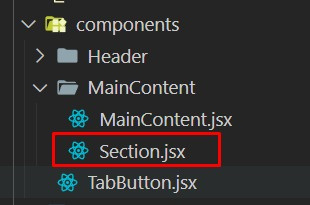 components
Header
MainContent
MainContent.jsx
Section.jsx
TabButton.jsx